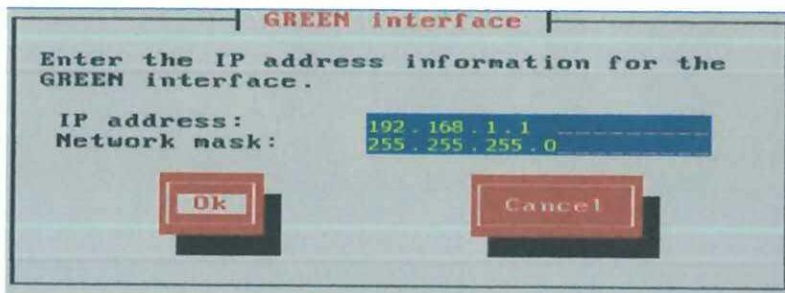 GREEN interface
Enter the IP address information for the
GREEN interface.
IP address: 192.168.1.1
Network mask: 255.255.255.0
Ok Cancel